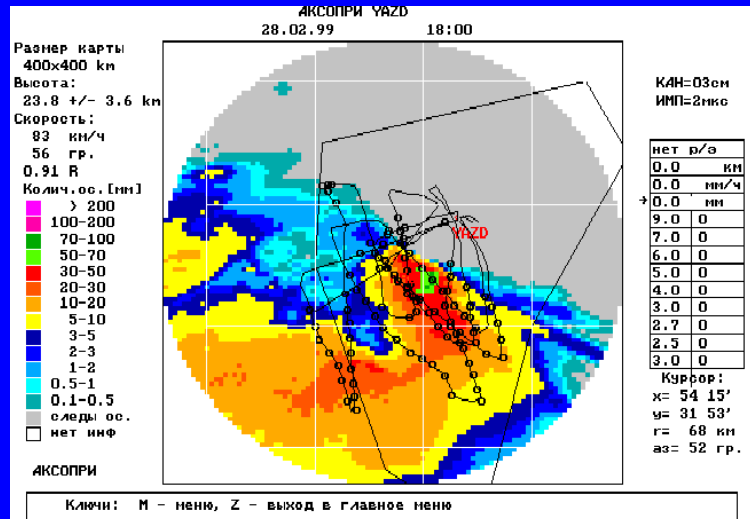 АКСОПРИ YAZD
28.02.99 18:00
Размер карты
400x400 km
Высота:
23.8 +/- 3.6 km
Скорость:
83 км/ч
56 гр.
0.91 R
Колич.ос.[мм]
> 200
100-200
70-100
50-70
30-50
20-30
10-20
5-10
3-5
2-3
1-2
0.5-1
0.1-0.5
следы ос.
нет инф
АКСОПРИ
YAZD
КАН=03см
ИМП=2мкс
нет р/э
0.0 км
0.0 мм/ч
→0.0 мм
9.0 0
7.0 0
6.0 0
5.0 0
4.0 0
3.0 0
2.7 0
2.5 0
3.0 0
Курсор:
x= 54 15'
y= 31 53'
r= 68 км
аз= 52 гр.
Ключи: М - меню, Z - выход в главное меню